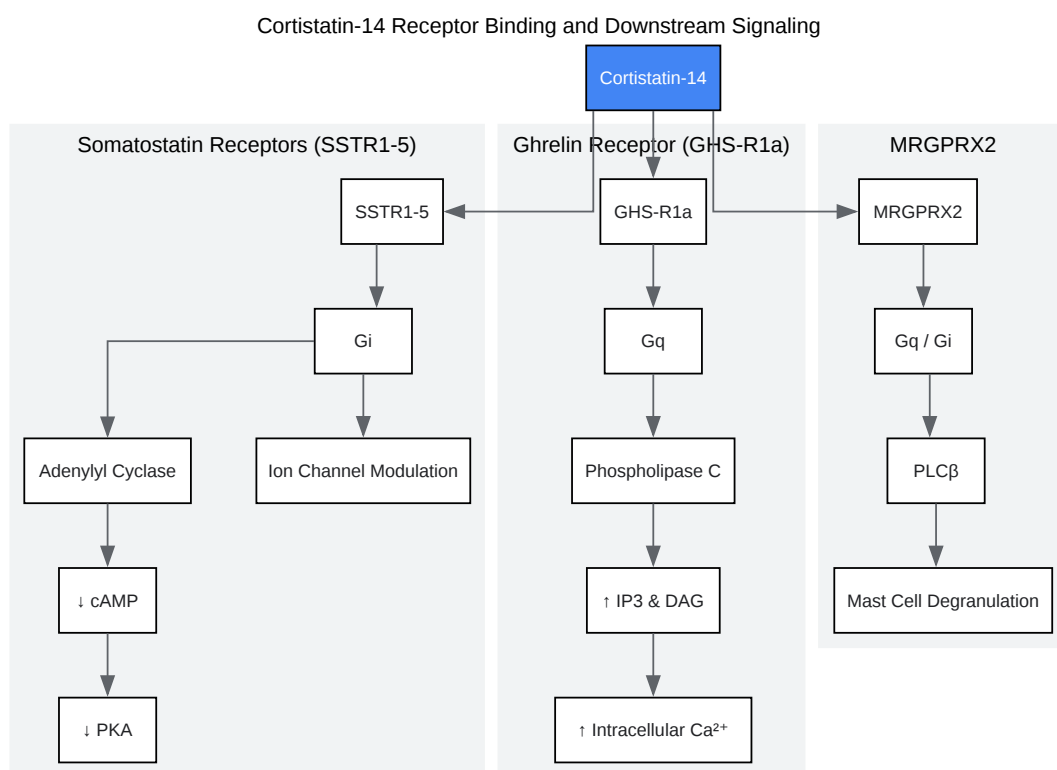 Cortistatin-14 Receptor Binding and Downstream Signaling
Cortistatin-14
Somatostatin Receptors (SSTR1-5)
SSTR1-5
Gi
Adenylyl Cyclase
Ion Channel Modulation
↓ cAMP
↓ PKA
Ghrelin Receptor (GHS-R1a)
GHS-R1a
Gq
Phospholipase C
↑ IP3 & DAG
↑ Intracellular Ca²⁺
MRGPRX2
MRGPRX2
Gq / Gi
PLCβ
Mast Cell Degranulation